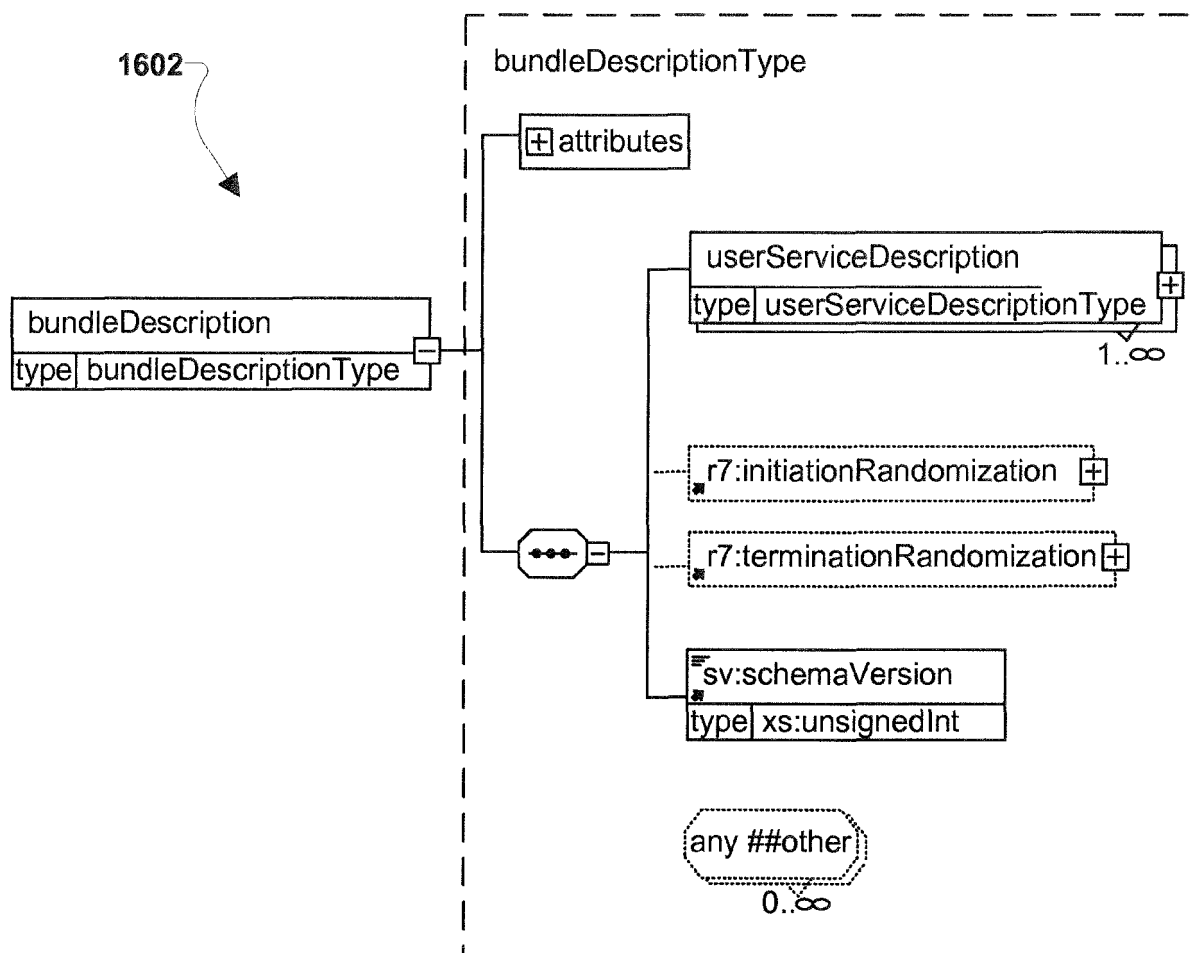 1602
bundleDescriptionType
attributes
userServiceDescription
type userServiceDescriptionType
1..∞
bundleDescription
type bundleDescriptionType
r7:initiationRandomization
r7:terminationRandomization
sv:schemaVersion
type xs:unsignedInt
any ##other
0..∞